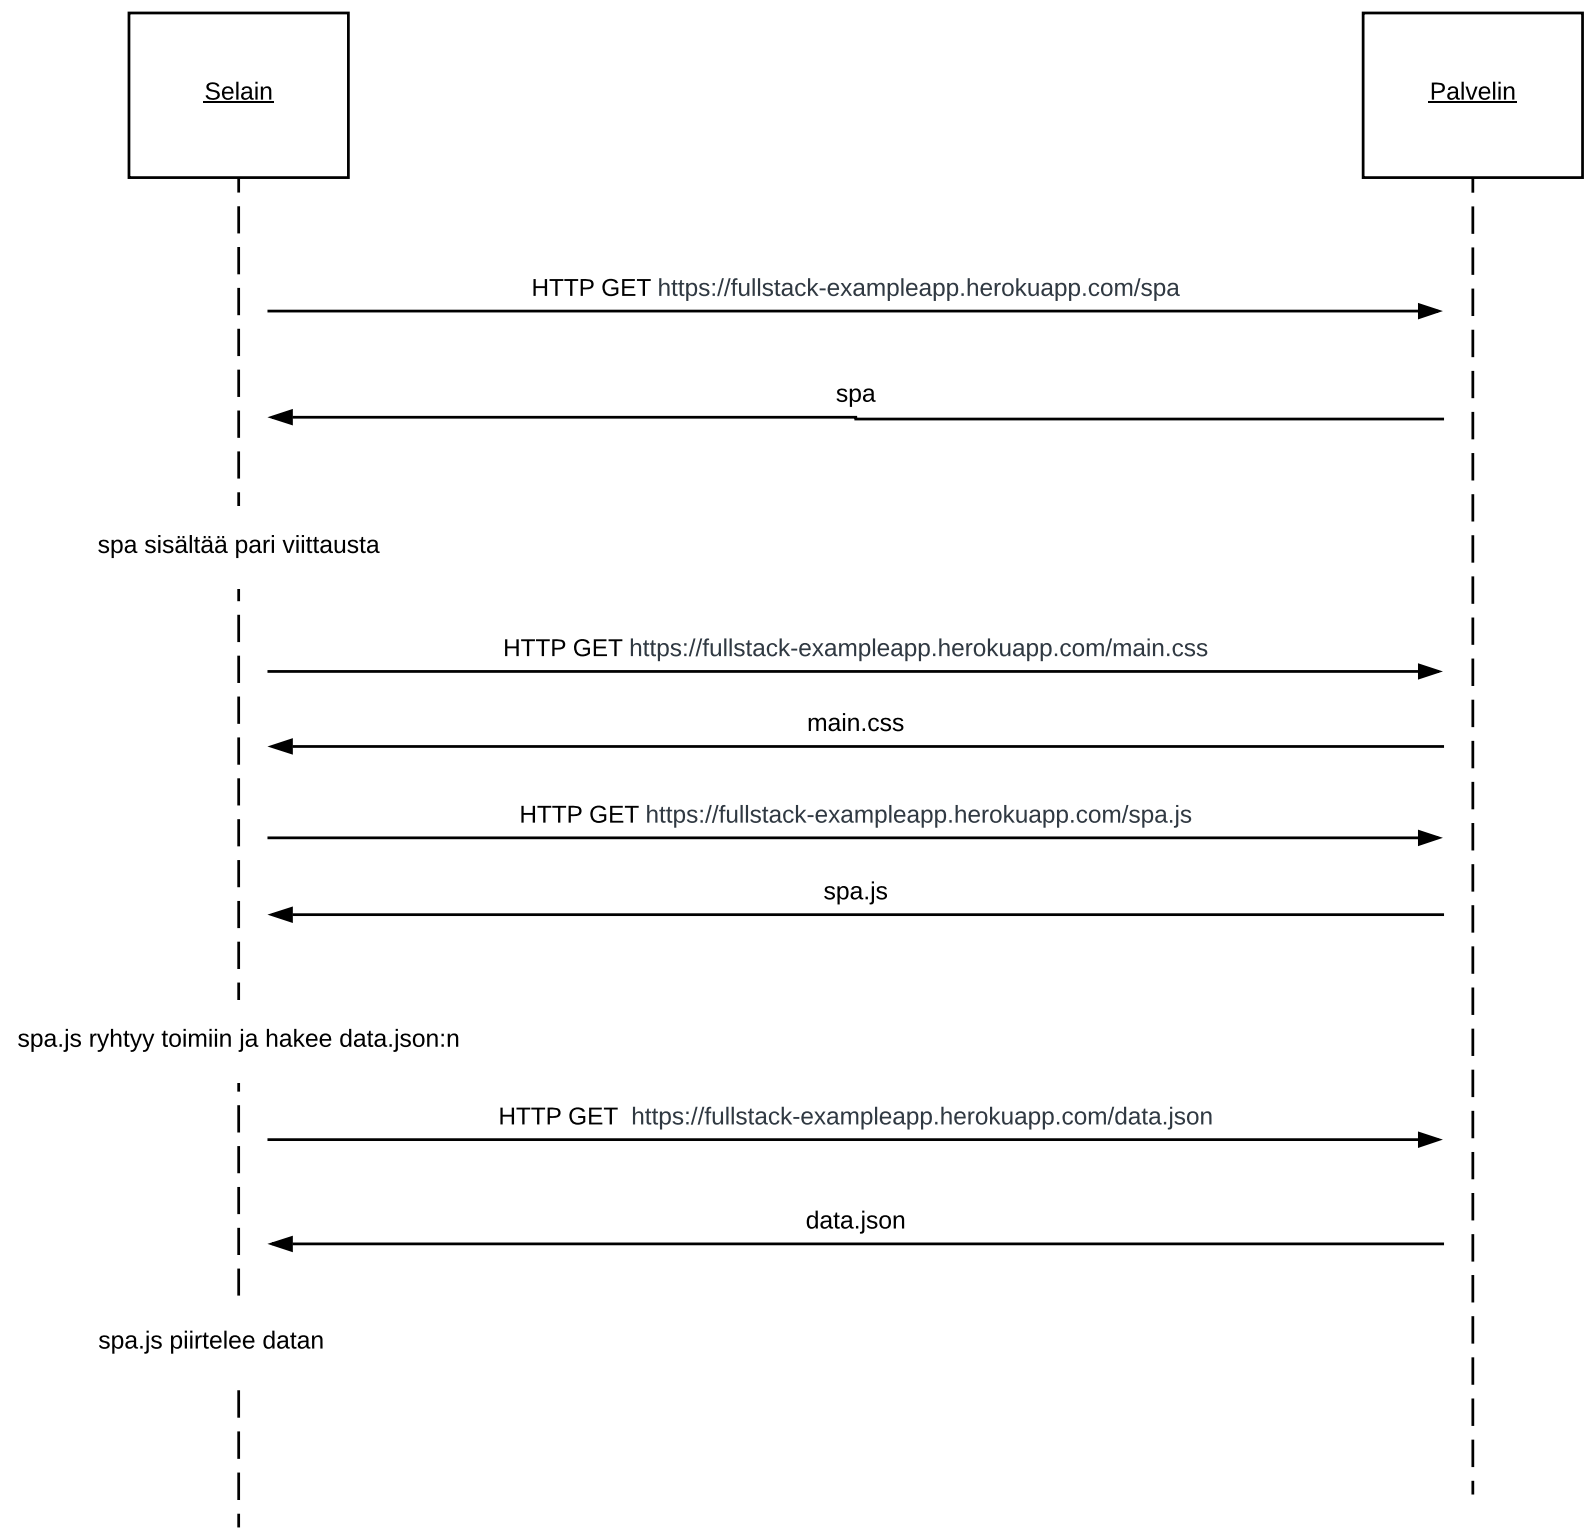 Selain
Palvelin
HTTP GET https://fullstack-exampleapp.herokuapp.com/spa
spa
spa sisältää pari viittausta
HTTP GET https://fullstack-exampleapp.herokuapp.com/main.css
main.css
HTTP GET https://fullstack-exampleapp.herokuapp.com/spa.js
spa.js
spa.js ryhtyy toimiin ja hakee data.json:n
HTTP GET  https://fullstack-exampleapp.herokuapp.com/data.json
data.json
spa.js piirtelee datan